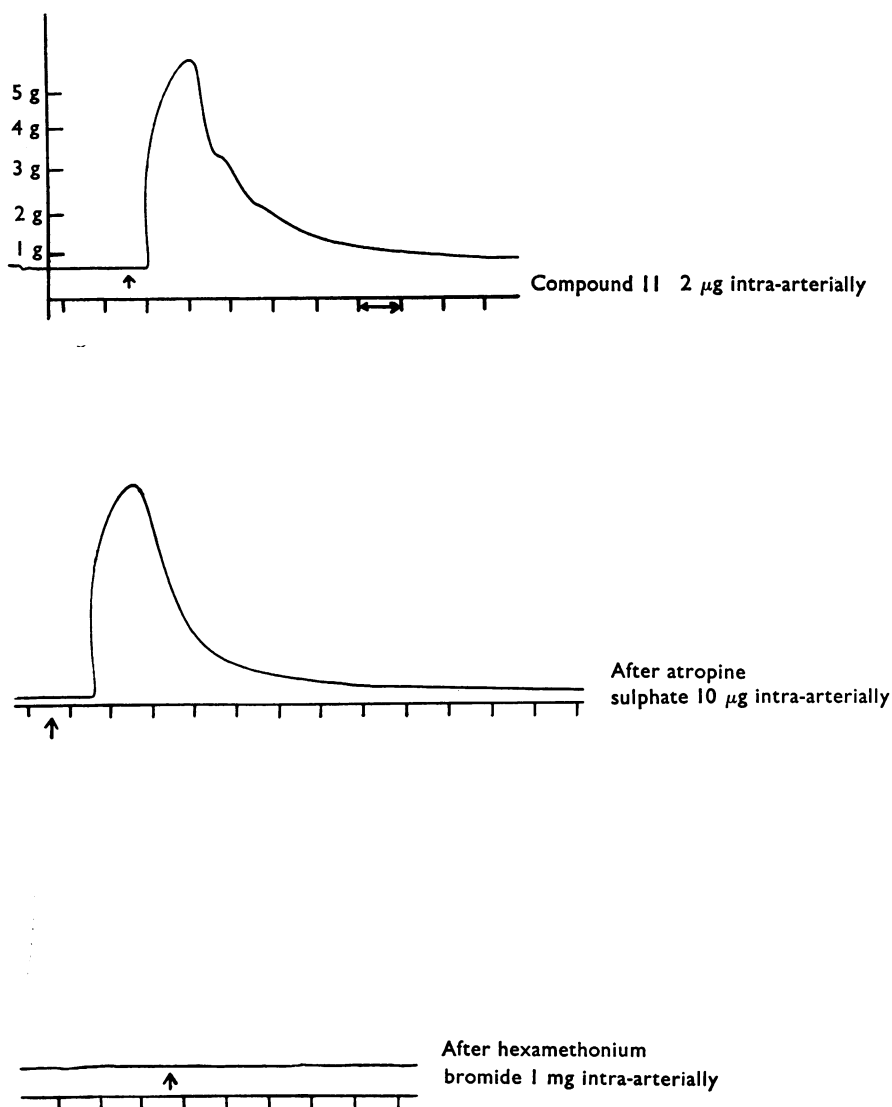 5 g
4 g
3 g
2 g
1 g
Compound 11 2 μg intra-arterially
After atropine
sulphate 10 μg intra-arterially
After hexamethonium
bromide 1 mg intra-arterially